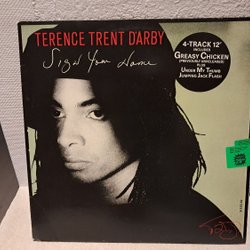 TERENCE TRENT D'ARBY
Sign Your Name
4-TRACK 12"
INCLUDES
GREASY CHICKEN
(PREVIOUSLY UNRELEASED)
PLUS
UNDER MY THUMB
JUMPING JACK FLASH